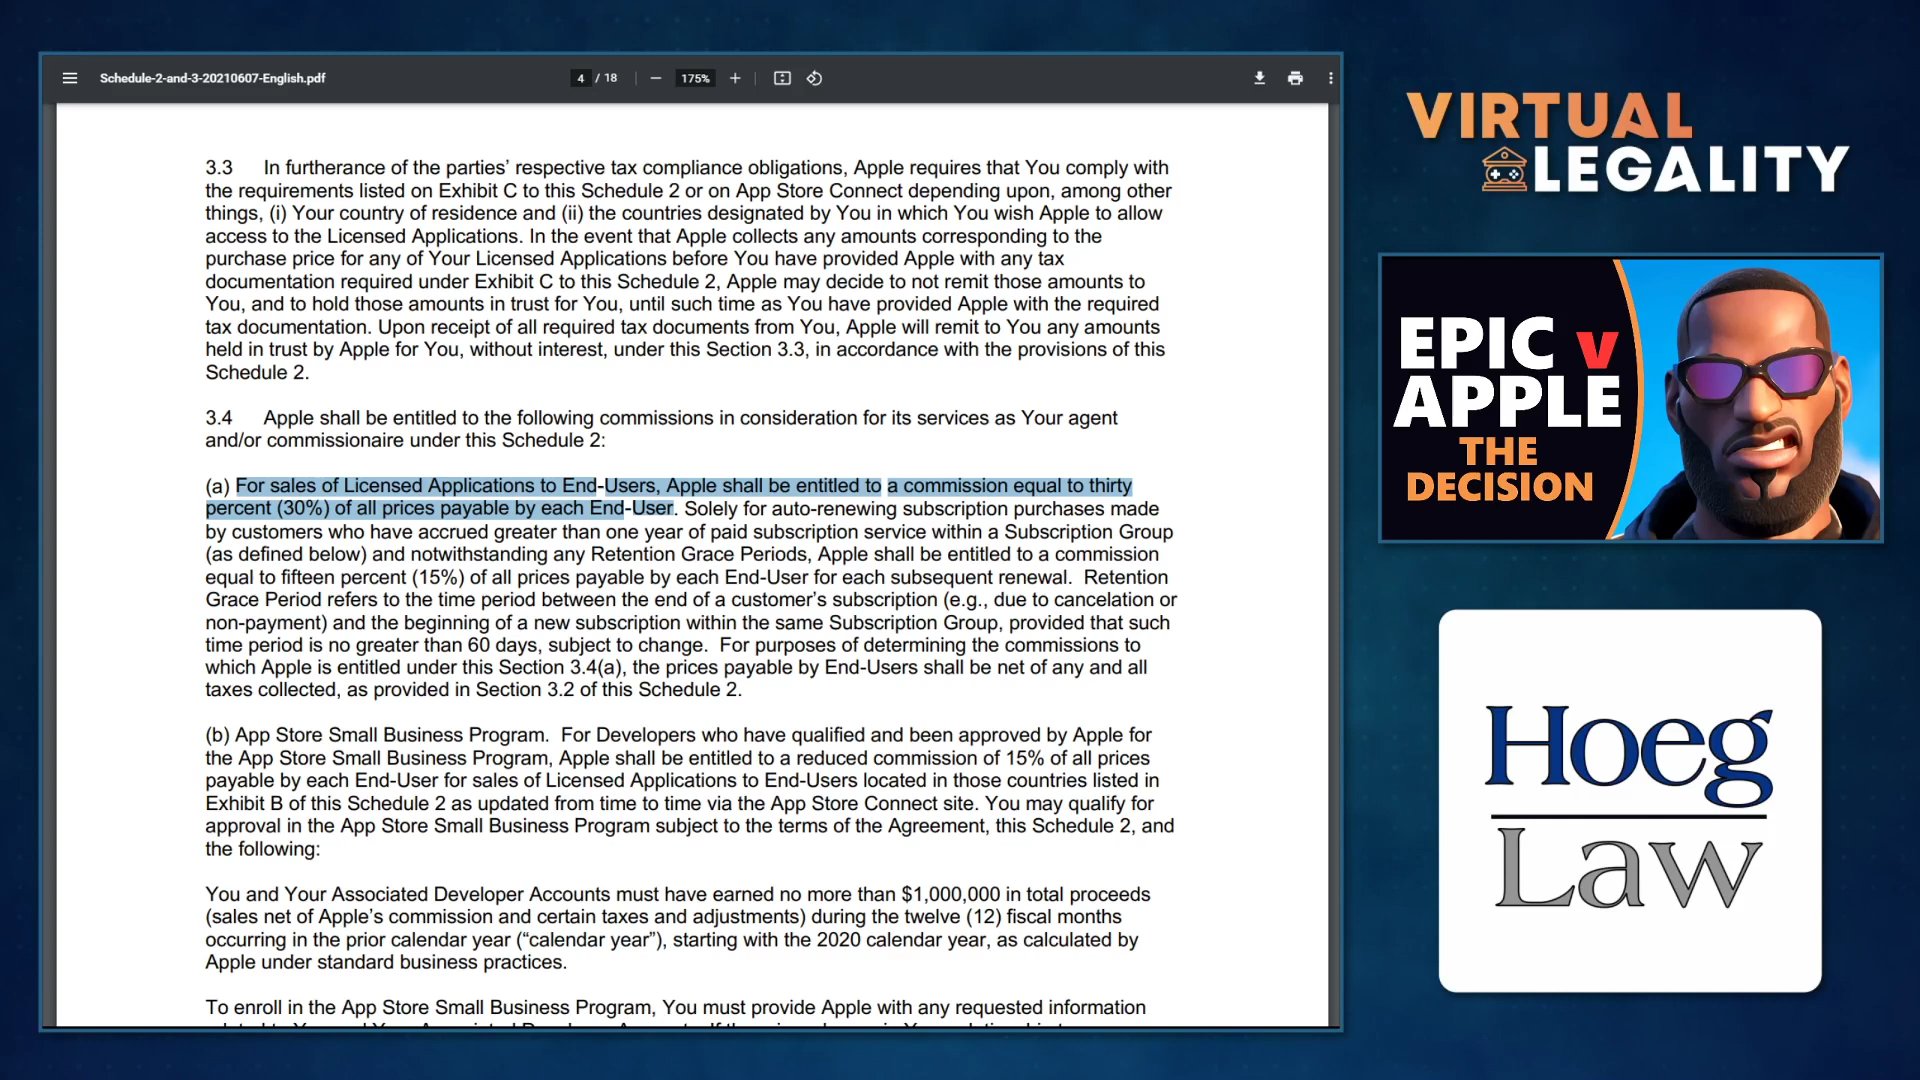 Schedule-2-and-3-20210607-English.pdf
4 / 18
175%
3.3 In furtherance of the parties’ respective tax compliance obligations, Apple requires that You comply with
the requirements listed on Exhibit C to this Schedule 2 or on App Store Connect depending upon, among other
things, (i) Your country of residence and (ii) the countries designated by You in which You wish Apple to allow
access to the Licensed Applications. In the event that Apple collects any amounts corresponding to the
purchase price for any of Your Licensed Applications before You have provided Apple with any tax
documentation required under Exhibit C to this Schedule 2, Apple may decide to not remit those amounts to
You, and to hold those amounts in trust for You, until such time as You have provided Apple with the required
tax documentation. Upon receipt of all required tax documents from You, Apple will remit to You any amounts
held in trust by Apple for You, without interest, under this Section 3.3, in accordance with the provisions of this
Schedule 2.
3.4 Apple shall be entitled to the following commissions in consideration for its services as Your agent
and/or commissionaire under this Schedule 2:
(a) For sales of Licensed Applications to End-Users, Apple shall be entitled to a commission equal to thirty
percent (30%) of all prices payable by each End-User. Solely for auto-renewing subscription purchases made
by customers who have accrued greater than one year of paid subscription service within a Subscription Group
(as defined below) and notwithstanding any Retention Grace Periods, Apple shall be entitled to a commission
equal to fifteen percent (15%) of all prices payable by each End-User for each subsequent renewal. Retention
Grace Period refers to the time period between the end of a customer’s subscription (e.g., due to cancelation or
non-payment) and the beginning of a new subscription within the same Subscription Group, provided that such
time period is no greater than 60 days, subject to change. For purposes of determining the commissions to
which Apple is entitled under this Section 3.4(a), the prices payable by End-Users shall be net of any and all
taxes collected, as provided in Section 3.2 of this Schedule 2.
(b) App Store Small Business Program. For Developers who have qualified and been approved by Apple for
the App Store Small Business Program, Apple shall be entitled to a reduced commission of 15% of all prices
payable by each End-User for sales of Licensed Applications to End-Users located in those countries listed in
Exhibit B of this Schedule 2 as updated from time to time via the App Store Connect site. You may qualify for
approval in the App Store Small Business Program subject to the terms of the Agreement, this Schedule 2, and
the following:
You and Your Associated Developer Accounts must have earned no more than $1,000,000 in total proceeds
(sales net of Apple’s commission and certain taxes and adjustments) during the twelve (12) fiscal months
occurring in the prior calendar year (“calendar year”), starting with the 2020 calendar year, as calculated by
Apple under standard business practices.
To enroll in the App Store Small Business Program, You must provide Apple with any requested information
VIRTUAL
LEGALITY
EPIC v
APPLE
THE
DECISION
Hoeg
Law